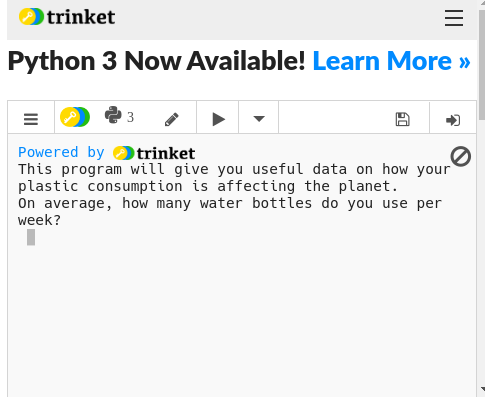 trinket
Python 3 Now Available! Learn More »
3
Powered by trinket
This program will give you useful data on how your
plastic consumption is affecting the planet.
On average, how many water bottles do you use per
week?